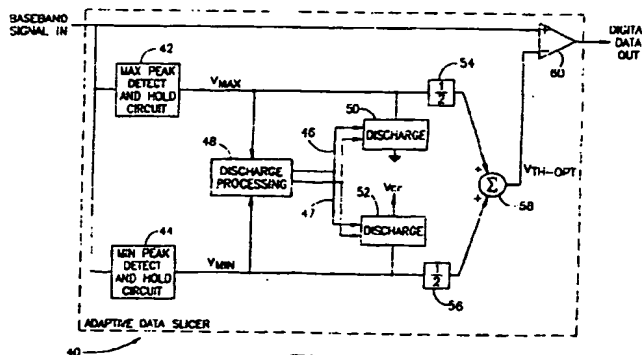 BASEBAND
SIGNAL IN
42
MAX PEAK
DETECT
AND HOLD
CIRCUIT
VMAX
54
1/2
60
DIGITAL
DATA
OUT
50
DISCHARGE
46
48
DISCHARGE
PROCESSING
47
52
Vcc
DISCHARGE
+
+
Σ
58
VTH-OPT
44
MIN PEAK
DETECT
AND HOLD
CIRCUIT
VMIN
1/2
56
ADAPTIVE DATA SLICER
40